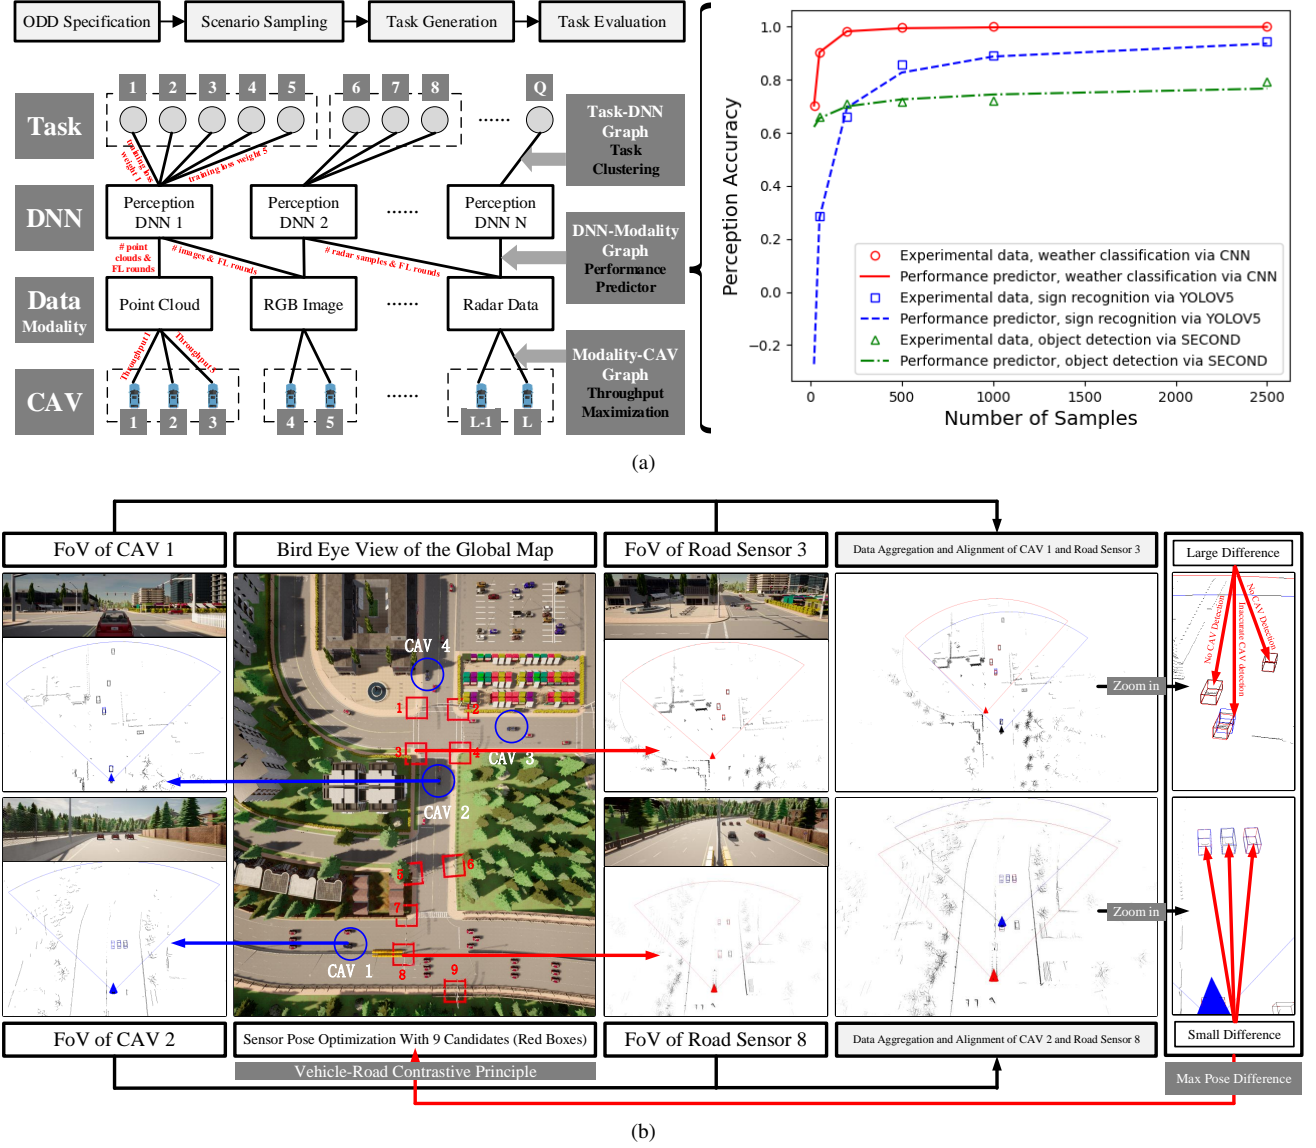 ODD Specification
Scenario Sampling
Task Generation
Task Evaluation
1 2 3 4 5 6 7 8 Q
Task
......
training loss
weight 1
training loss weight 5
Task-DNN
Graph
Task
Clustering
DNN
Perception
DNN 1
Perception
DNN 2
......
Perception
DNN N
DNN-Modality
Graph
Performance
Predictor
# point
clouds &
FL rounds
# images & FL rounds
# radar samples & FL rounds
Data
Modality
Point Cloud
RGB Image
......
Radar Data
Throughput 1
Throughput 3
Modality-CAV
Graph
Throughput
Maximization
CAV
......
1 2 3 4 5 L-1 L
Perception Accuracy
1.0
0.8
0.6
0.4
0.2
0.0
−0.2
Experimental data, weather classification via CNN
Performance predictor, weather classification via CNN
Experimental data, sign recognition via YOLOV5
Performance predictor, sign recognition via YOLOV5
Experimental data, object detection via SECOND
Performance predictor, object detection via SECOND
0 500 1000 1500 2000 2500
Number of Samples
(a)
FoV of CAV 1
Bird Eye View of the Global Map
FoV of Road Sensor 3
Data Aggregation and Alignment of CAV 1 and Road Sensor 3
Large Difference
No CAV Detection
Inaccurate CAV detection
No CAV Detection
CAV 4
1
2
CAV 3
3
4
CAV 2
Zoom in
5
6
7
CAV 1
8
9
Zoom in
Small Difference
FoV of CAV 2
Sensor Pose Optimization With 9 Candidates (Red Boxes)
FoV of Road Sensor 8
Data Aggregation and Alignment of CAV 2 and Road Sensor 8
Vehicle-Road Contrastive Principle
Max Pose Difference
(b)